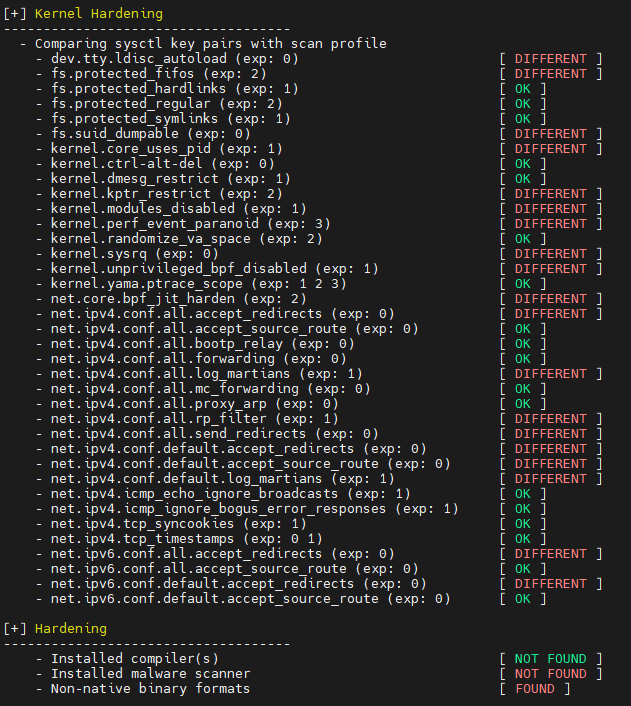 [+] Kernel Hardening
------------------------------------
- Comparing sysctl key pairs with scan profile
- dev.tty.ldisc_autoload (exp: 0) [ DIFFERENT ]
- fs.protected_fifos (exp: 2) [ DIFFERENT ]
- fs.protected_hardlinks (exp: 1) [ OK ]
- fs.protected_regular (exp: 2) [ OK ]
- fs.protected_symlinks (exp: 1) [ OK ]
- fs.suid_dumpable (exp: 0) [ DIFFERENT ]
- kernel.core_uses_pid (exp: 1) [ DIFFERENT ]
- kernel.ctrl-alt-del (exp: 0) [ OK ]
- kernel.dmesg_restrict (exp: 1) [ OK ]
- kernel.kptr_restrict (exp: 2) [ DIFFERENT ]
- kernel.modules_disabled (exp: 1) [ DIFFERENT ]
- kernel.perf_event_paranoid (exp: 3) [ DIFFERENT ]
- kernel.randomize_va_space (exp: 2) [ OK ]
- kernel.sysrq (exp: 0) [ DIFFERENT ]
- kernel.unprivileged_bpf_disabled (exp: 1) [ DIFFERENT ]
- kernel.yama.ptrace_scope (exp: 1 2 3) [ OK ]
- net.core.bpf_jit_harden (exp: 2) [ DIFFERENT ]
- net.ipv4.conf.all.accept_redirects (exp: 0) [ DIFFERENT ]
- net.ipv4.conf.all.accept_source_route (exp: 0) [ OK ]
- net.ipv4.conf.all.bootp_relay (exp: 0) [ OK ]
- net.ipv4.conf.all.forwarding (exp: 0) [ OK ]
- net.ipv4.conf.all.log_martians (exp: 1) [ DIFFERENT ]
- net.ipv4.conf.all.mc_forwarding (exp: 0) [ OK ]
- net.ipv4.conf.all.proxy_arp (exp: 0) [ OK ]
- net.ipv4.conf.all.rp_filter (exp: 1) [ DIFFERENT ]
- net.ipv4.conf.all.send_redirects (exp: 0) [ DIFFERENT ]
- net.ipv4.conf.default.accept_redirects (exp: 0) [ DIFFERENT ]
- net.ipv4.conf.default.accept_source_route (exp: 0) [ DIFFERENT ]
- net.ipv4.conf.default.log_martians (exp: 1) [ DIFFERENT ]
- net.ipv4.icmp_echo_ignore_broadcasts (exp: 1) [ OK ]
- net.ipv4.icmp_ignore_bogus_error_responses (exp: 1) [ OK ]
- net.ipv4.tcp_syncookies (exp: 1) [ OK ]
- net.ipv4.tcp_timestamps (exp: 0 1) [ OK ]
- net.ipv6.conf.all.accept_redirects (exp: 0) [ DIFFERENT ]
- net.ipv6.conf.all.accept_source_route (exp: 0) [ OK ]
- net.ipv6.conf.default.accept_redirects (exp: 0) [ DIFFERENT ]
- net.ipv6.conf.default.accept_source_route (exp: 0) [ OK ]
[+] Hardening
------------------------------------
- Installed compiler(s) [ NOT FOUND ]
- Installed malware scanner [ NOT FOUND ]
- Non-native binary formats [ FOUND ]